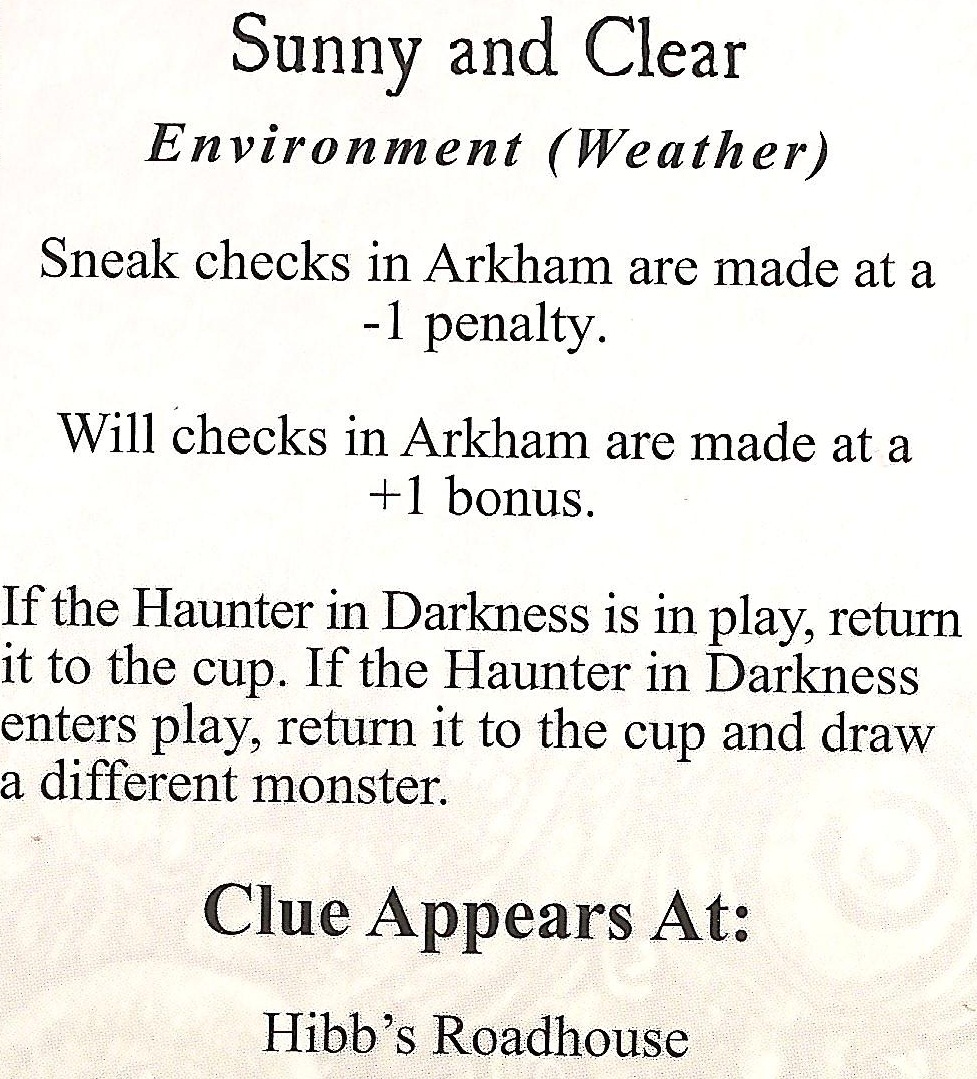 Sunny and Clear
Environment (Weather)
Sneak checks in Arkham are made at a
-1 penalty.
Will checks in Arkham are made at a
+1 bonus.
If the Haunter in Darkness is in play, return
it to the cup. If the Haunter in Darkness
enters play, return it to the cup and draw
a different monster.
Clue Appears At:
Hibb's Roadhouse